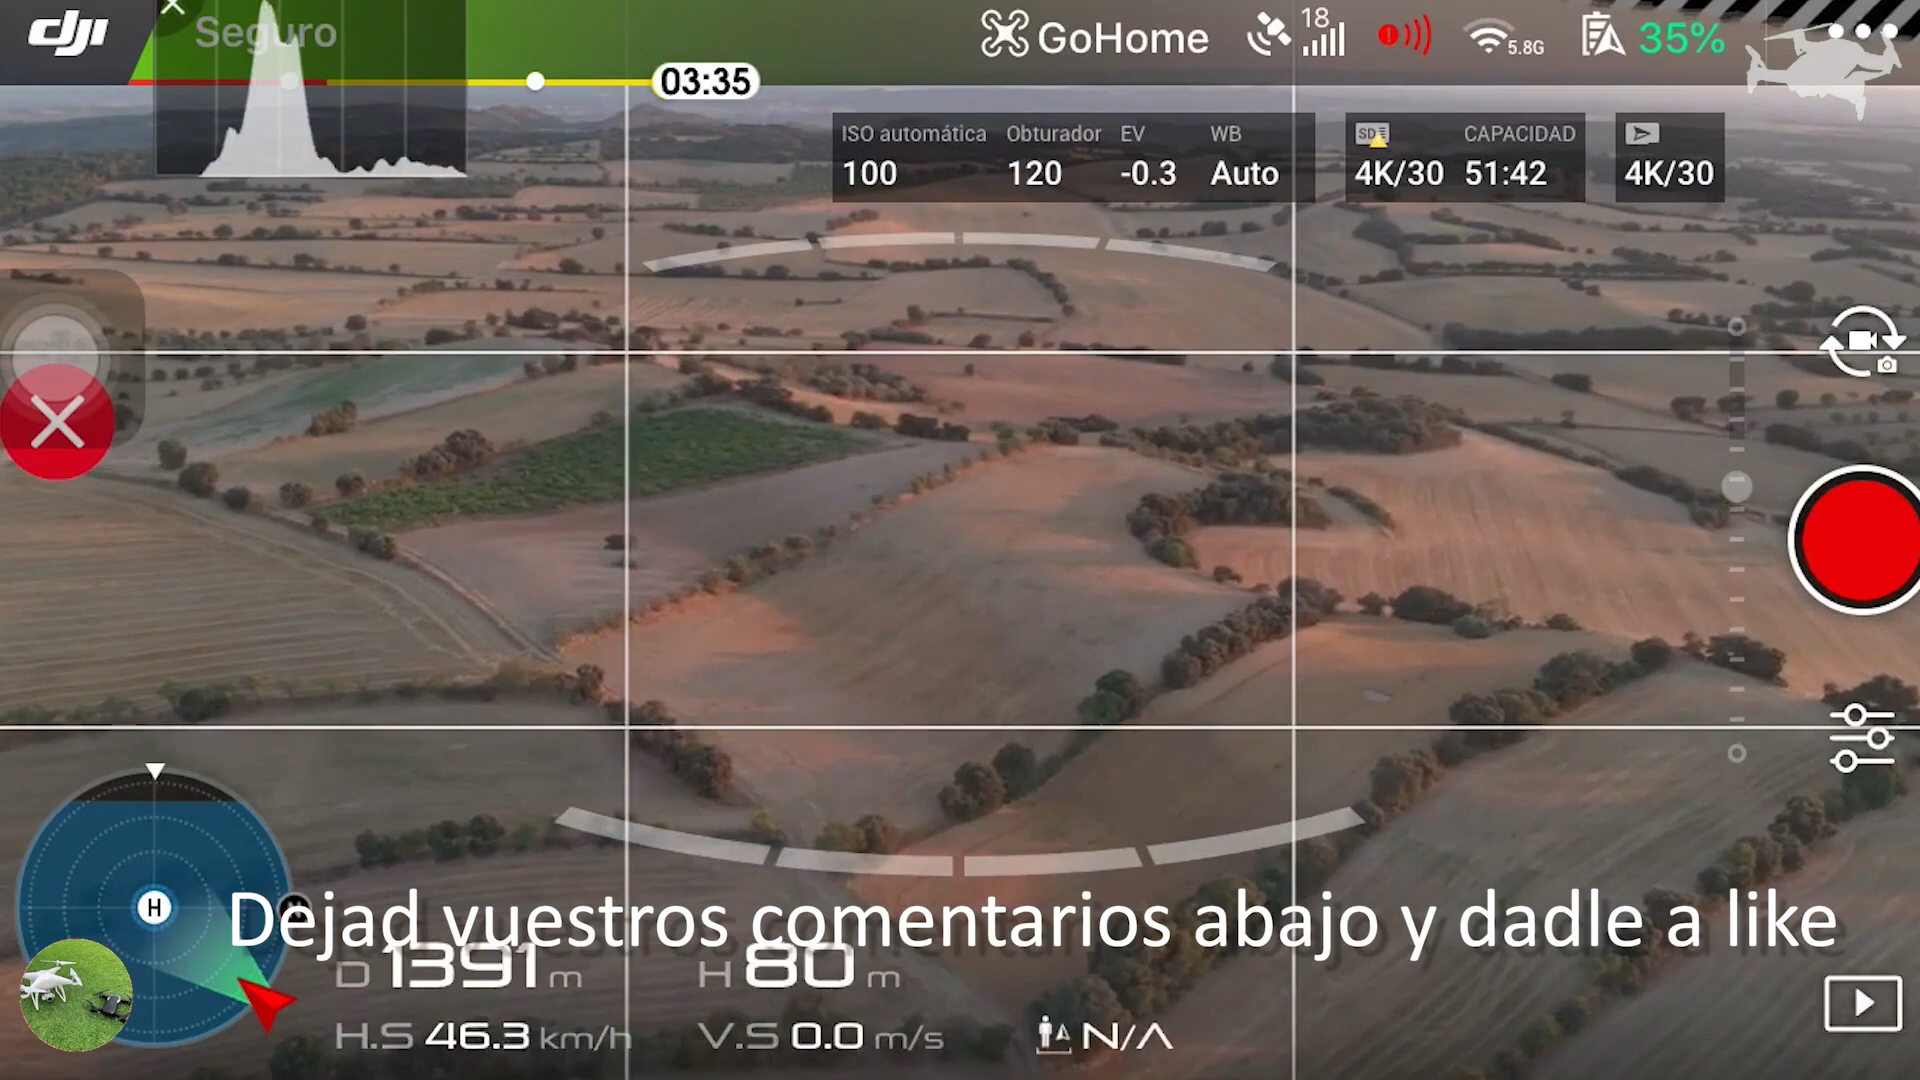 dji
Seguro
GoHome
18
5.8G
35%
03:35
ISO automática Obturador EV WB
100 120 -0.3 Auto
SD CAPACIDAD
4K/30 51:42
4K/30
H
Dejad vuestros comentarios abajo y dadle a like
D 1391 m H 80 m
H.S 46.3 km/h V.S 0.0 m/s N/A